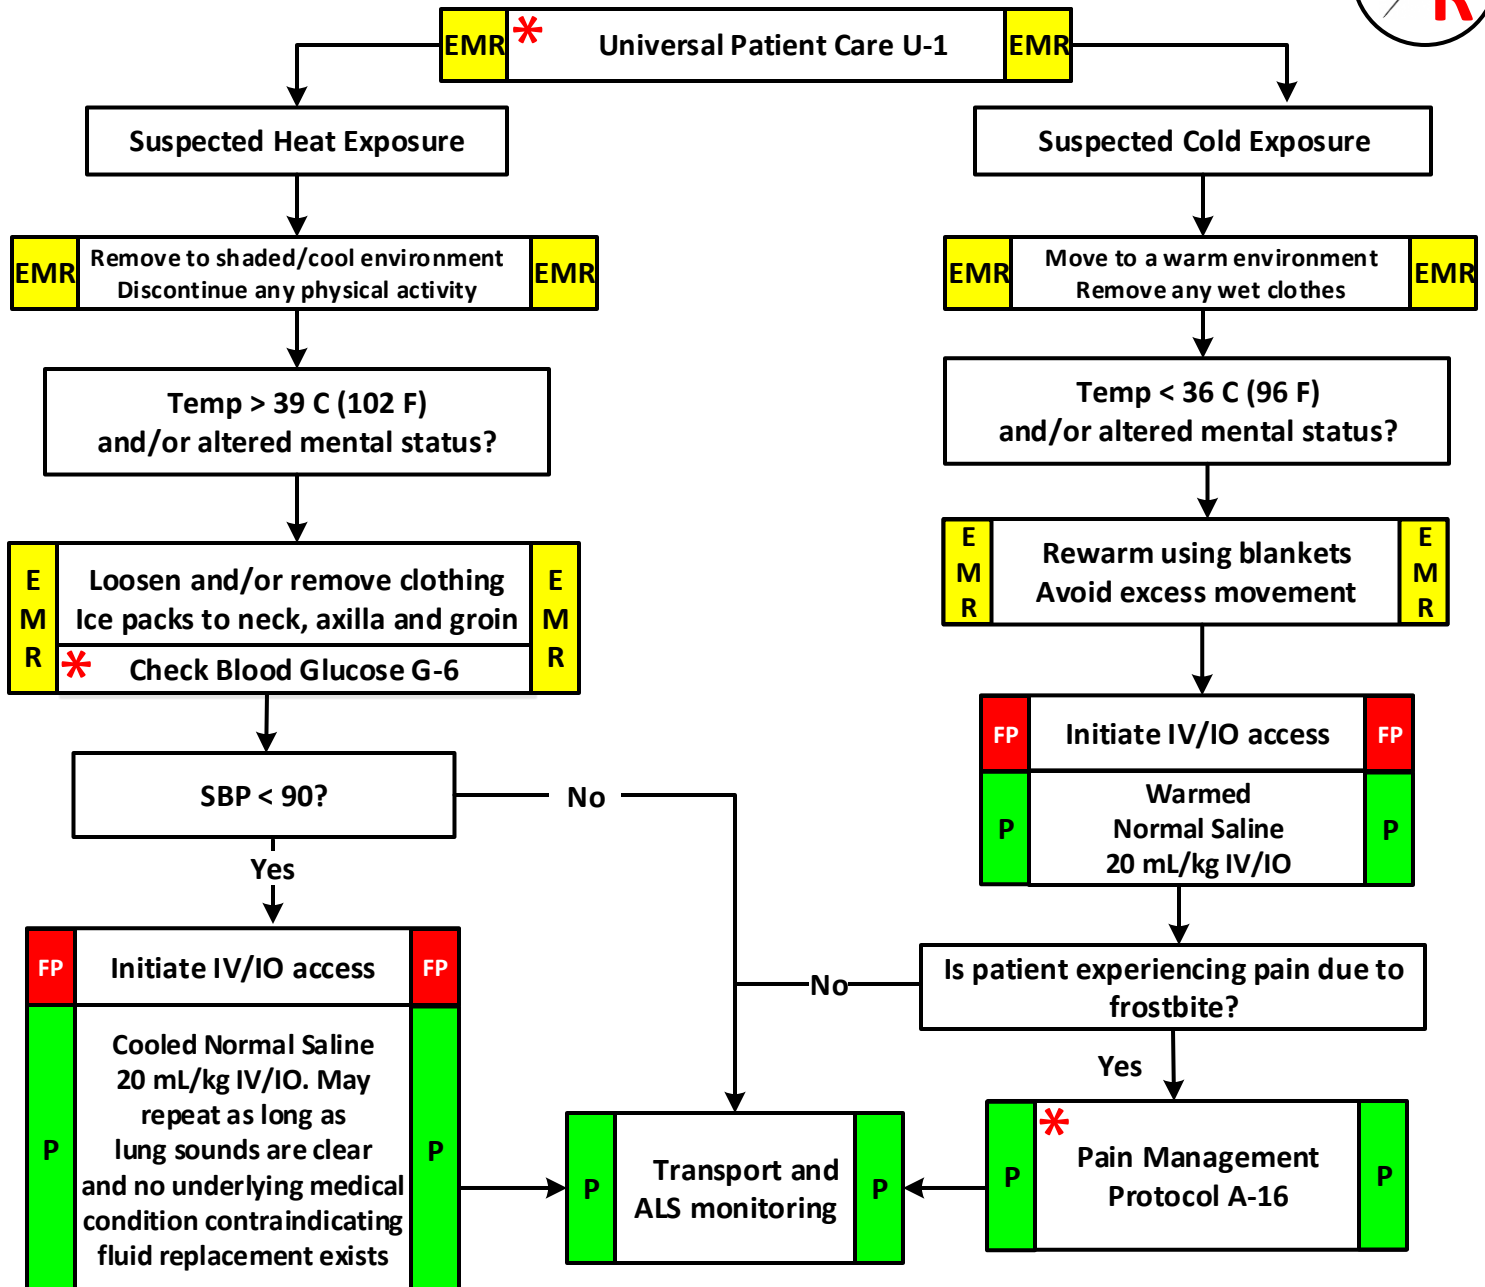 R
EMR * Universal Patient Care U-1 EMR
Suspected Heat Exposure
EMR Remove to shaded/cool environment EMR
Discontinue any physical activity
Temp > 39 C (102 F)
and/or altered mental status?
EMR Loosen and/or remove clothing EMR
Ice packs to neck, axilla and groin
* Check Blood Glucose G-6
SBP < 90?
No
Yes
FP Initiate IV/IO access FP
P Cooled Normal Saline P
20 mL/kg IV/IO. May
repeat as long as
lung sounds are clear
and no underlying medical
condition contraindicating
fluid replacement exists
Suspected Cold Exposure
EMR Move to a warm environment EMR
Remove any wet clothes
Temp < 36 C (96 F)
and/or altered mental status?
EMR Rewarm using blankets EMR
Avoid excess movement
FP Initiate IV/IO access FP
P Warmed P
Normal Saline
20 mL/kg IV/IO
Is patient experiencing pain due to
frostbite?
No
Yes
P * Pain Management P
Protocol A-16
P Transport and P
ALS monitoring